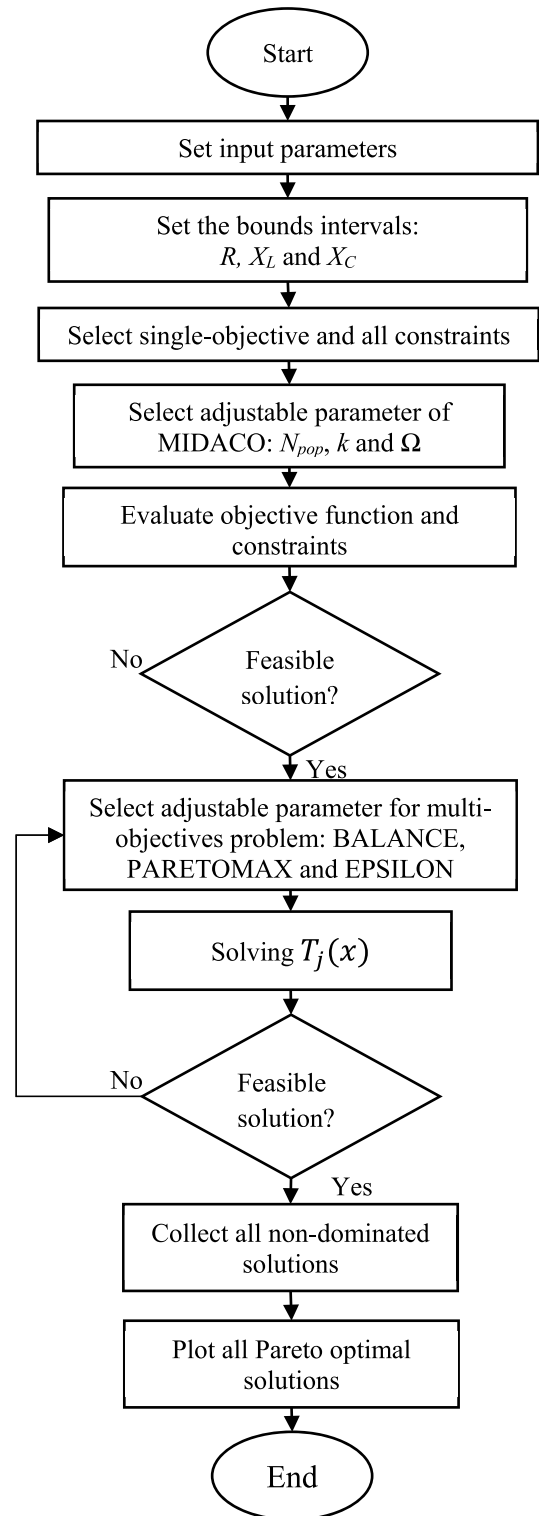 Start
Set input parameters
Set the bounds intervals:
R, X_L and X_C
Select single-objective and all constraints
Select adjustable parameter of
MIDACO: N_pop, k and Ω
Evaluate objective function and
constraints
No
Feasible
solution?
Yes
Select adjustable parameter for multi-
objectives problem: BALANCE,
PARETOMAX and EPSILON
Solving T_j(x)
No
Feasible
solution?
Yes
Collect all non-dominated
solutions
Plot all Pareto optimal
solutions
End